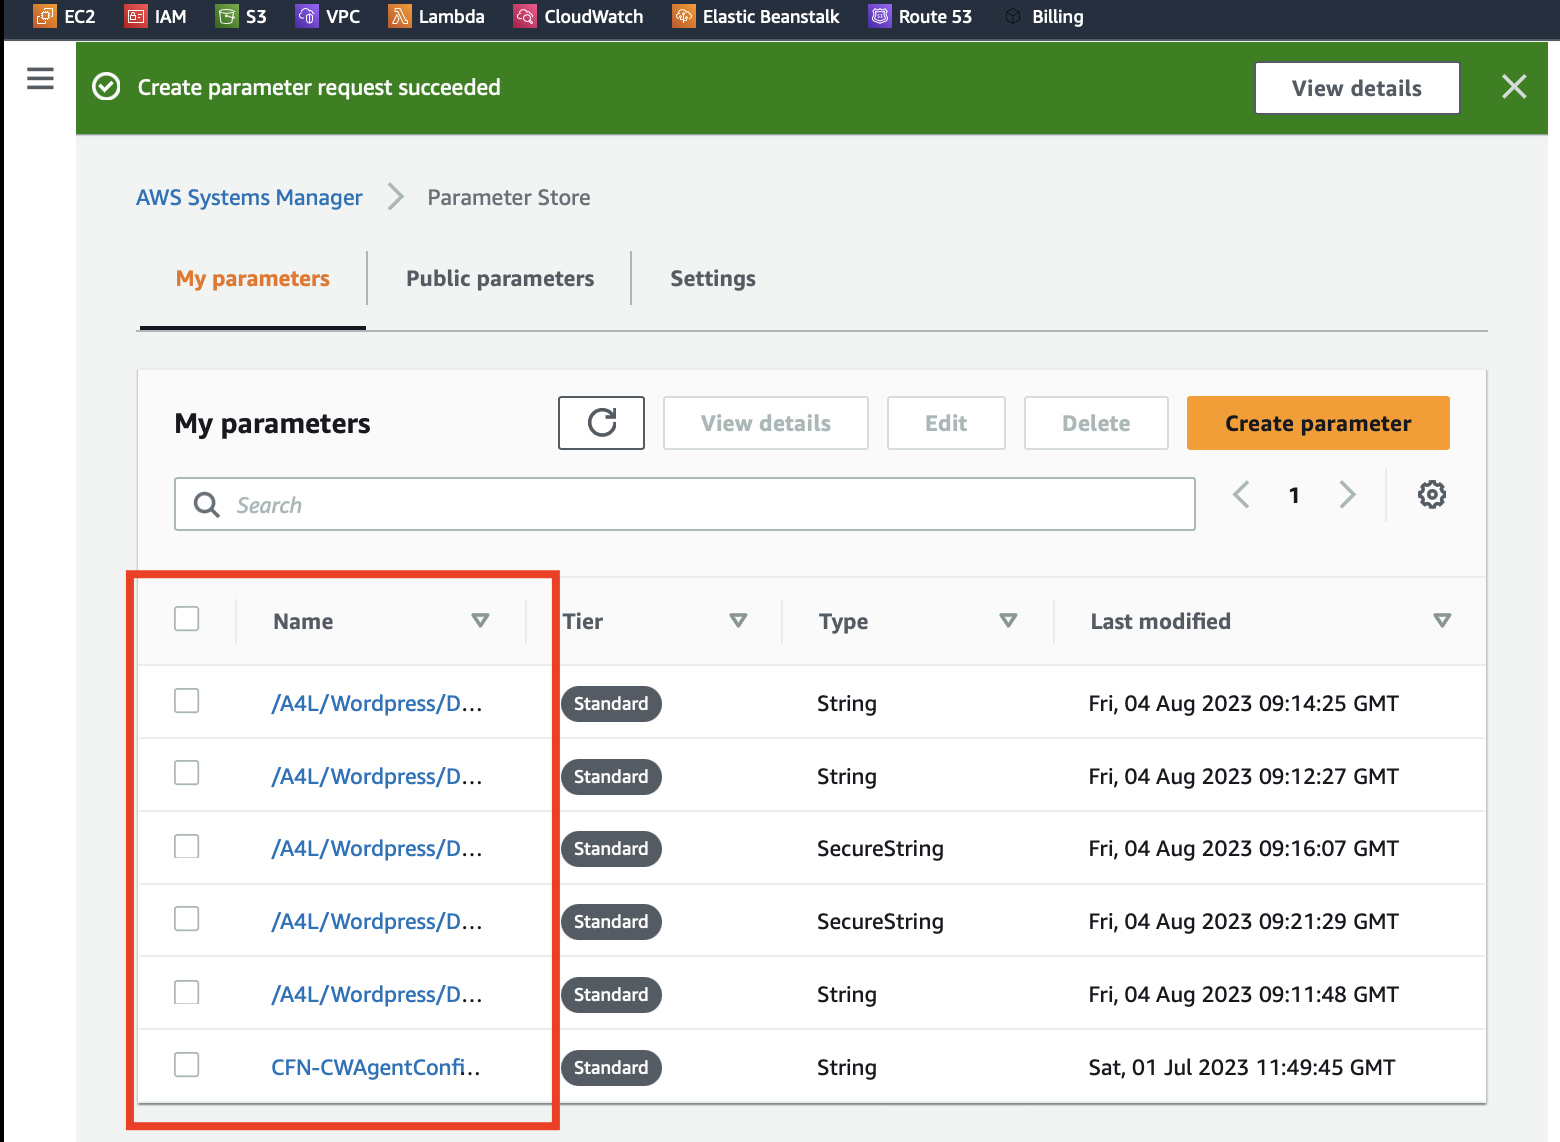 EC2 IAM S3 VPC Lambda CloudWatch Elastic Beanstalk Route 53 Billing
Create parameter request succeeded View details
AWS Systems Manager Parameter Store
My parameters Public parameters Settings
My parameters View details Edit Delete Create parameter
Search 1
Name Tier Type Last modified
/A4L/Wordpress/D... Standard String Fri, 04 Aug 2023 09:14:25 GMT
/A4L/Wordpress/D... Standard String Fri, 04 Aug 2023 09:12:27 GMT
/A4L/Wordpress/D... Standard SecureString Fri, 04 Aug 2023 09:16:07 GMT
/A4L/Wordpress/D... Standard SecureString Fri, 04 Aug 2023 09:21:29 GMT
/A4L/Wordpress/D... Standard String Fri, 04 Aug 2023 09:11:48 GMT
CFN-CWAgentConfi... Standard String Sat, 01 Jul 2023 11:49:45 GMT